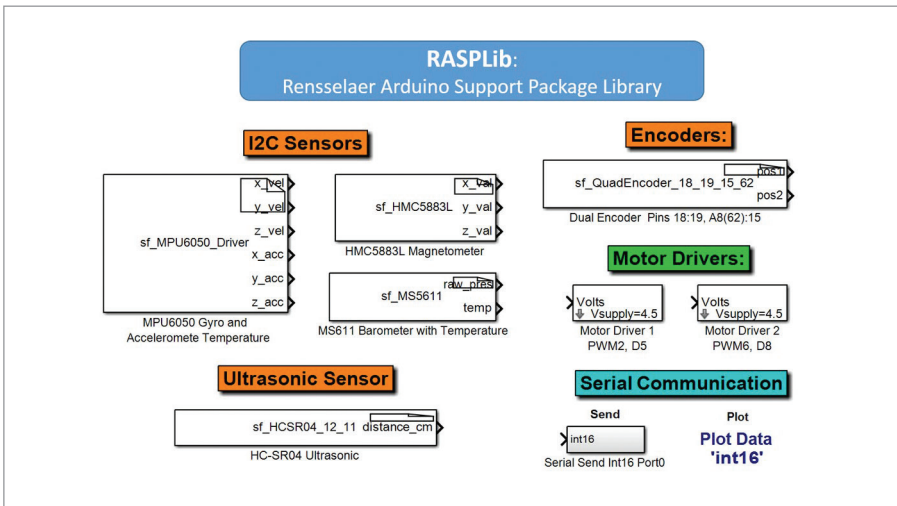 RASPLib:
Rensselaer Arduino Support Package Library
I2C Sensors
x_vel
y_vel
z_vel
sf_MPU6050_Driver
x_acc
y_acc
z_acc
MPU6050 Gyro and
Acceleromete Temperature
x_val
sf_HMC5883L
y_val
z_val
HMC5883L Magnetometer
raw_pres
sf_MS5611
temp
MS611 Barometer with Temperature
Encoders:
pos1
sf_QuadEncoder_18_19_15_62
pos2
Dual Encoder Pins 18:19, A8(62):15
Motor Drivers:
Volts
Vsupply=4.5
Motor Driver 1
PWM2, D5
Volts
Vsupply=4.5
Motor Driver 2
PWM6, D8
Ultrasonic Sensor
sf_HCSR04_12_11
distance_cm
HC-SR04 Ultrasonic
Serial Communication
Send
int16
Serial Send Int16 Port0
Plot
Plot Data
'int16'